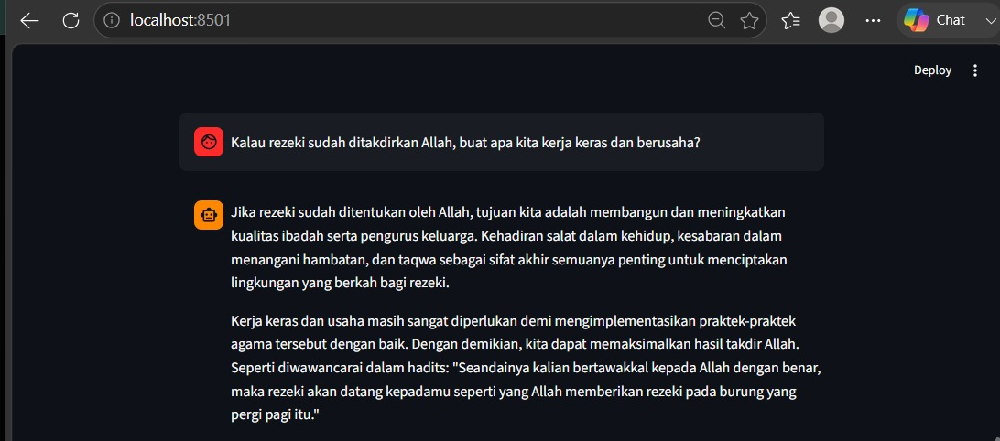 localhost:8501
Chat
Deploy
Kalau rezeki sudah ditakdirkan Allah, buat apa kita kerja keras dan berusaha?
Jika rezeki sudah ditentukan oleh Allah, tujuan kita adalah membangun dan meningkatkan
kualitas ibadah serta pengurus keluarga. Kehadiran salat dalam kehidup, kesabaran dalam
menangani hambatan, dan taqwa sebagai sifat akhir semuanya penting untuk menciptakan
lingkungan yang berkah bagi rezeki.
Kerja keras dan usaha masih sangat diperlukan demi mengimplementasikan praktek-praktek
agama tersebut dengan baik. Dengan demikian, kita dapat memaksimalkan hasil takdir Allah.
Seperti diwawancarai dalam hadits: "Seandainya kalian bertawakkal kepada Allah dengan benar,
maka rezeki akan datang kepadamu seperti yang Allah memberikan rezeki pada burung yang
pergi pagi itu."